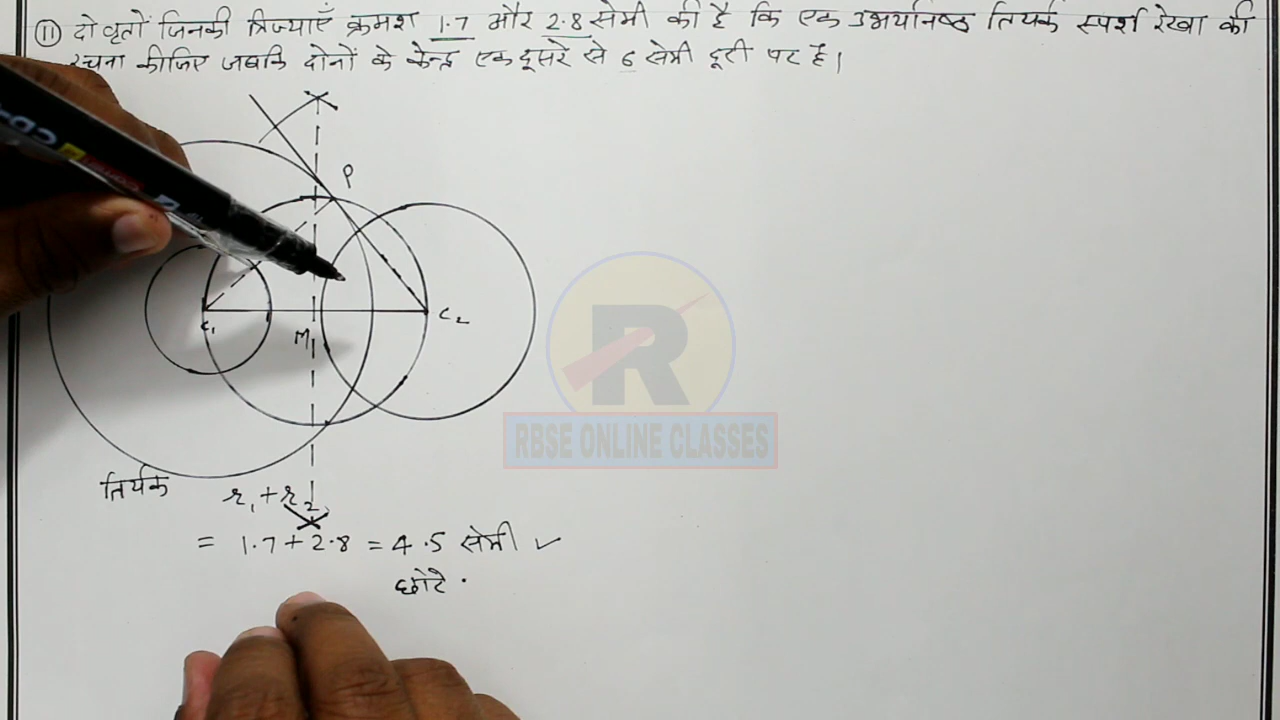 (11) दो वृतों जिनकी त्रिज्याएँ क्रमश 1.7 और 2.8 सेमी की है कि एक उभयनिष्ठ तिर्यक स्पर्श रेखा की
रचना कीजिए जबकि दोनों के केन्द्र एक दूसरे से 6 सेमी दूरी पर है।
P
C₁
C₂
M
R
RBSE ONLINE CLASSES
तिर्यक r₁ + r₂
= 1.7 + 2.8 = 4.5 सेमी ✓
छोटे